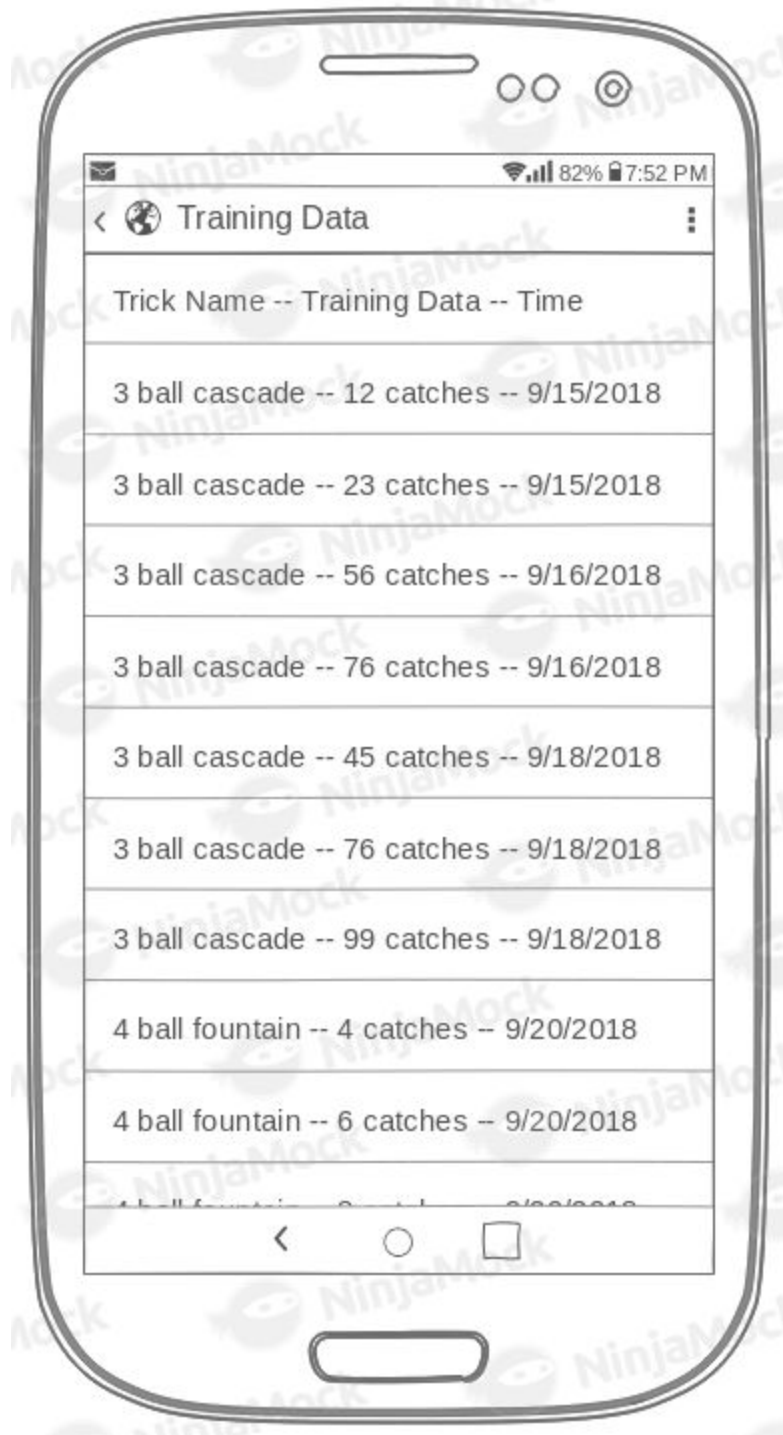 82% 7:52 PM
Training Data
Trick Name -- Training Data -- Time
3 ball cascade -- 12 catches -- 9/15/2018
3 ball cascade -- 23 catches -- 9/15/2018
3 ball cascade -- 56 catches -- 9/16/2018
3 ball cascade -- 76 catches -- 9/16/2018
3 ball cascade -- 45 catches -- 9/18/2018
3 ball cascade -- 76 catches -- 9/18/2018
3 ball cascade -- 99 catches -- 9/18/2018
4 ball fountain -- 4 catches -- 9/20/2018
4 ball fountain -- 6 catches -- 9/20/2018
4 ball fountain
NinjaMock